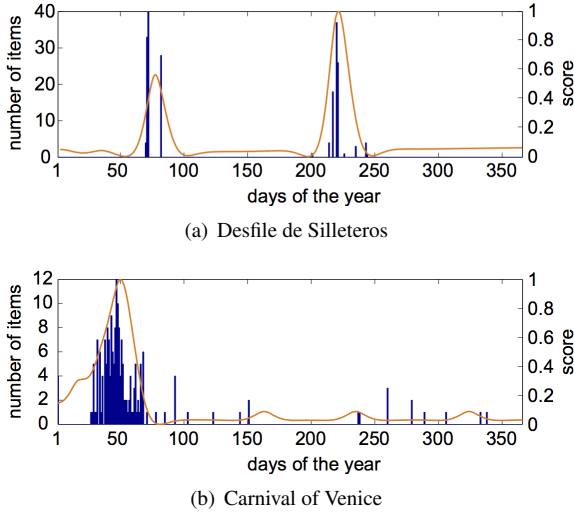 40
30
20
10
0
number of items
1
0.8
0.6
0.4
0.2
0
score
1 50 100 150 200 250 300 350
days of the year
(a) Desfile de Silleteros
12
10
8
6
4
2
0
number of items
1
0.8
0.6
0.4
0.2
0
score
1 50 100 150 200 250 300 350
days of the year
(b) Carnival of Venice